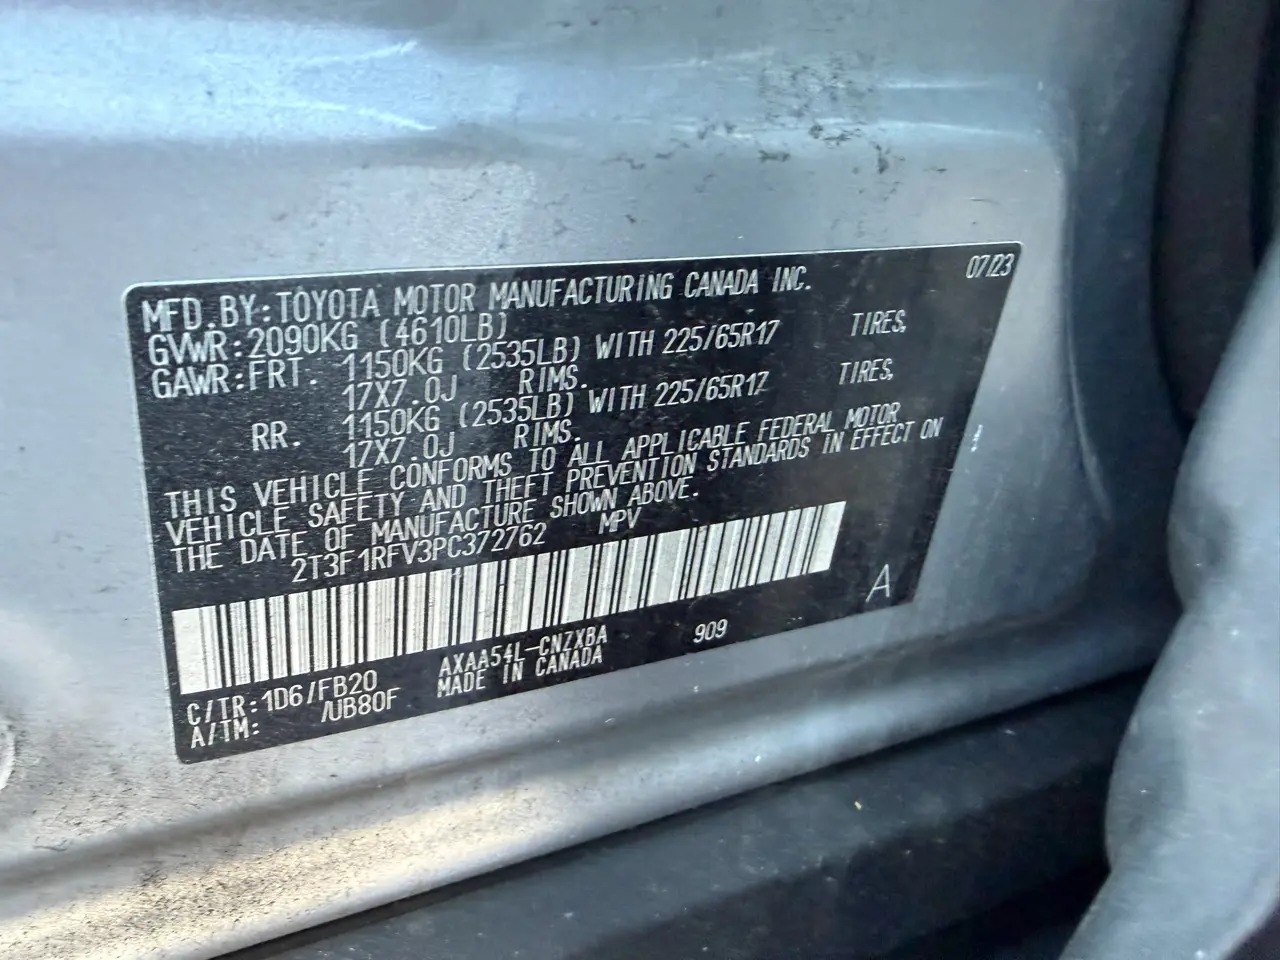 07/23
MFD.BY:TOYOTA MOTOR MANUFACTURING CANADA INC.
GVWR:2090KG (4610LB)
GAWR:FRT. 1150KG (2535LB) WITH 225/65R17 TIRES,
17X7.0J RIMS.
RR. 1150KG (2535LB) WITH 225/65R17 TIRES,
17X7.0J RIMS.
THIS VEHICLE CONFORMS TO ALL APPLICABLE FEDERAL MOTOR
VEHICLE SAFETY AND THEFT PREVENTION STANDARDS IN EFFECT ON
THE DATE OF MANUFACTURE SHOWN ABOVE.
2T3F1RFV3PC372762 MPV
A
C/TR:1D6/FB20 AXAA54L-CNZXBA 909
A/TM: /UB80F MADE IN CANADA